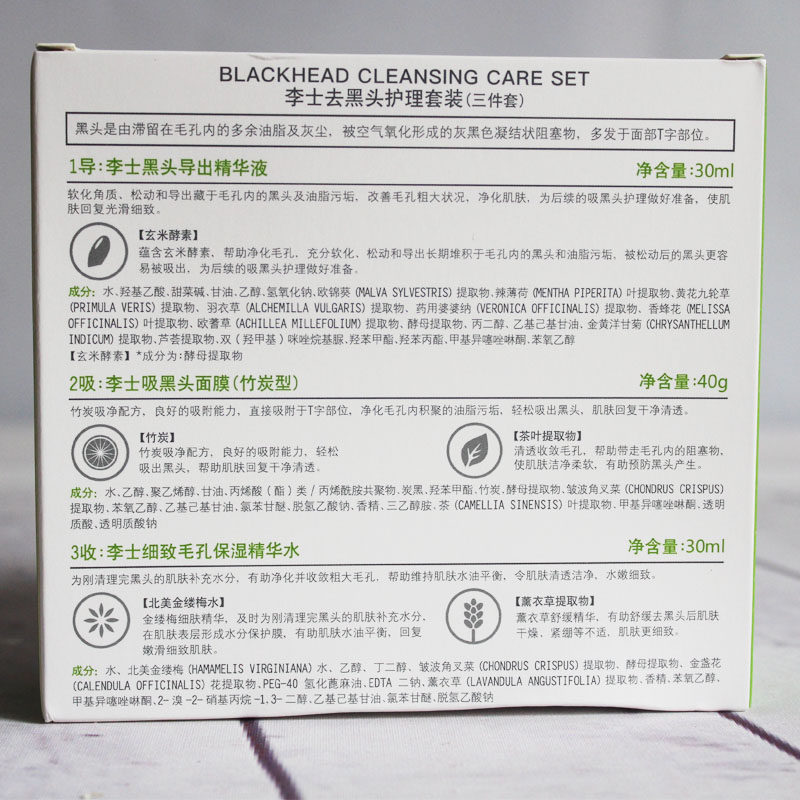 BLACKHEAD CLEANSING CARE SET
李士去黑头护理套装(三件套)
黑头是由滞留在毛孔内的多余油脂及灰尘，被空气氧化形成的灰黑色凝结状阻塞物，多发于面部T字部位。
1导:李士黑头导出精华液 净含量:30ml
软化角质、松动和导出藏于毛孔内的黑头及油脂污垢，改善毛孔粗大状况，净化肌肤，为后续的吸黑头护理做好准备，使肌
肤回复光滑细致。
【玄米酵素】
蕴含玄米酵素，帮助净化毛孔，充分软化、松动和导出长期堆积于毛孔内的黑头和油脂污垢，被松动后的黑头更容
易被吸出，为后续的吸黑头护理做好准备。
成分: 水、羟基乙酸、甜菜碱、甘油、乙醇、氢氧化钠、欧锦葵 (MALVA SYLVESTRIS) 提取物、辣薄荷 (MENTHA PIPERITA) 叶提取物、黄花九轮草
(PRIMULA VERIS) 提取物、羽衣草 (ALCHEMILLA VULGARIS) 提取物、药用婆婆纳 (VERONICA OFFICINALIS) 提取物、香蜂花 (MELISSA
OFFICINALIS) 叶提取物、欧蓍草 (ACHILLEA MILLEFOLIUM) 提取物、酵母提取物、丙二醇、乙基己基甘油、金黄洋甘菊 (CHRYSANTHELLUM
INDICUM) 提取物、芦荟提取物、双 (羟甲基) 咪唑烷基脲、羟苯甲酯、羟苯丙酯、甲基异噻唑啉酮、苯氧乙醇
【玄米酵素】*成分为: 酵母提取物
2吸:李士吸黑头面膜(竹炭型) 净含量:40g
竹炭吸净配方，良好的吸附能力，直接吸附于T字部位，净化毛孔内积聚的油脂污垢，轻松吸出黑头，肌肤回复干净清透。
【竹炭】
竹炭吸净配方，良好的吸附能力，轻松
吸出黑头，帮助肌肤回复干净清透。
【茶叶提取物】
清透收敛毛孔，帮助带走毛孔内的阻塞物，
使肌肤洁净柔软，有助预防黑头产生。
成分: 水、乙醇、聚乙烯醇、甘油、丙烯酸（酯）类/丙烯酰胺共聚物、炭黑、羟苯甲酯、竹炭、酵母提取物、皱波角叉菜 (CHONDRUS CRISPUS)
提取物、苯氧乙醇、乙基己基甘油、氯苯甘醚、脱氢乙酸钠、香精、三乙醇胺、茶 (CAMELLIA SINENSIS) 叶提取物、甲基异噻唑啉酮、透明
质酸、透明质酸钠
3收:李士细致毛孔保湿精华水 净含量:30ml
为刚清理完黑头的肌肤补充水分，有助净化并收敛粗大毛孔，帮助维持肌肤水油平衡，令肌肤清透洁净、水嫩细致。
【北美金缕梅水】
金缕梅细肤精华，及时为刚清理完黑头的肌肤补充水分，
在肌肤表层形成水分保护膜，有助肌肤水油平衡，回复
嫩滑细致肌肤。
【薰衣草提取物】
薰衣草舒缓精华，有助舒缓去黑头后肌肤
干燥，紧绷等不适，肌肤更细致。
成分: 水、北美金缕梅 (HAMAMELIS VIRGINIANA) 水、乙醇、丁二醇、皱波角叉菜 (CHONDRUS CRISPUS) 提取物、酵母提取物、金盏花
(CALENDULA OFFICINALIS) 花提取物、PEG-40 氢化蓖麻油、EDTA 二钠、薰衣草 (LAVANDULA ANGUSTIFOLIA) 提取物、香精、苯氧乙醇、
甲基异噻唑啉酮、2-溴-2-硝基丙烷-1.3-二醇、乙基己基甘油、氯苯甘醚、脱氢乙酸钠